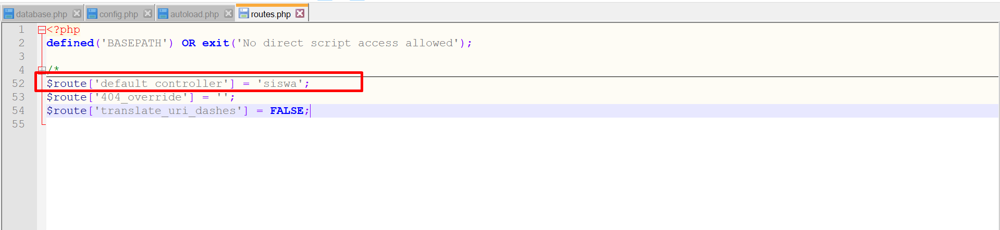 database.php config.php autoload.php routes.php
1 <?php
2 defined('BASEPATH') OR exit('No direct script access allowed');
3
4 /*
52 $route['default controller'] = 'siswa';
53 $route['404_override'] = '';
54 $route['translate_uri_dashes'] = FALSE;
55